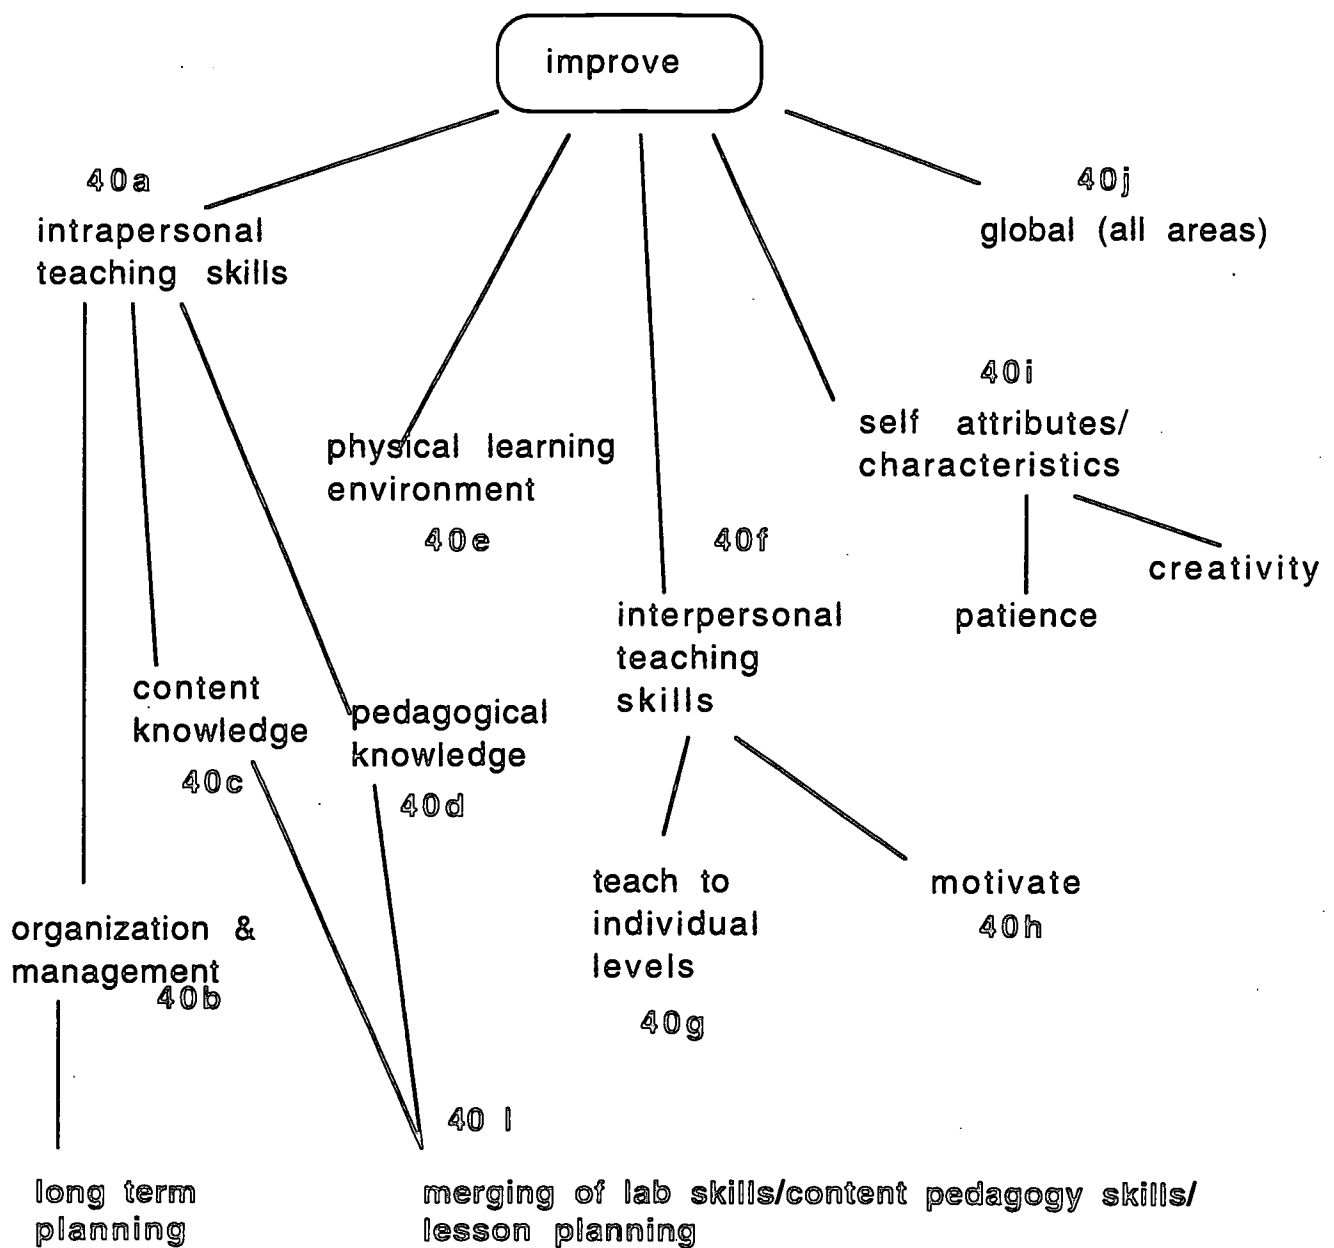 improve
40a
intrapersonal
teaching skills
40j
global (all areas)
40i
self attributes/
characteristics
creativity
patience
physical learning
environment
40e
40f
interpersonal
teaching
skills
content
knowledge
40c
pedagogical
knowledge
40d
teach to
individual
levels
40g
motivate
40h
organization &
management
40b
40 l
long term
planning
merging of lab skills/content pedagogy skills/
lesson planning